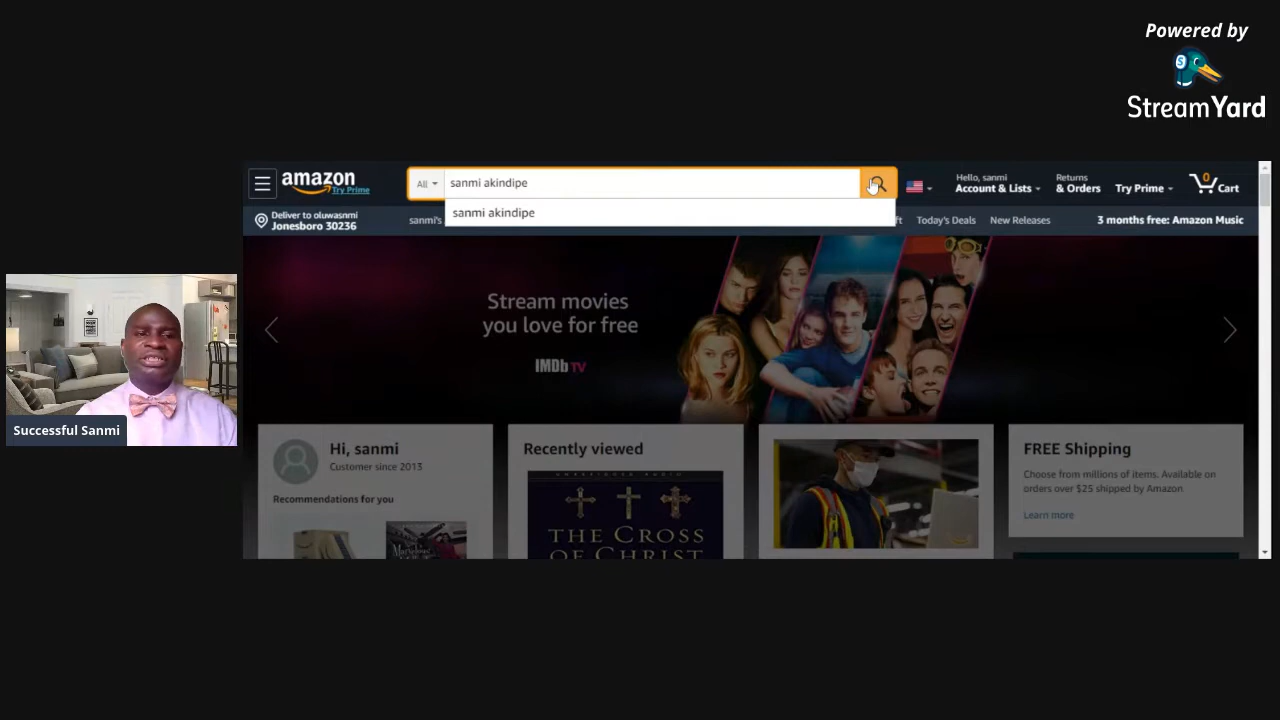 Powered by
StreamYard
amazon
Try Prime
All
sanmi akindipe
Hello, sanmi
Account & Lists
Returns
& Orders
Try Prime
0
Cart
sanmi akindipe
Deliver to oluwasnmi
Jonesboro 30236
sanmi's
ft
Today's Deals
New Releases
3 months free: Amazon Music
Stream movies
you love for free
IMDb TV
Successful Sanmi
Hi, sanmi
Customer since 2013
Recommendations for you
Recently viewed
UNABRIDGED AUDIO
THE CROSS
OF CHRIST
FREE Shipping
Choose from millions of items. Available on
orders over $25 shipped by Amazon
Learn more